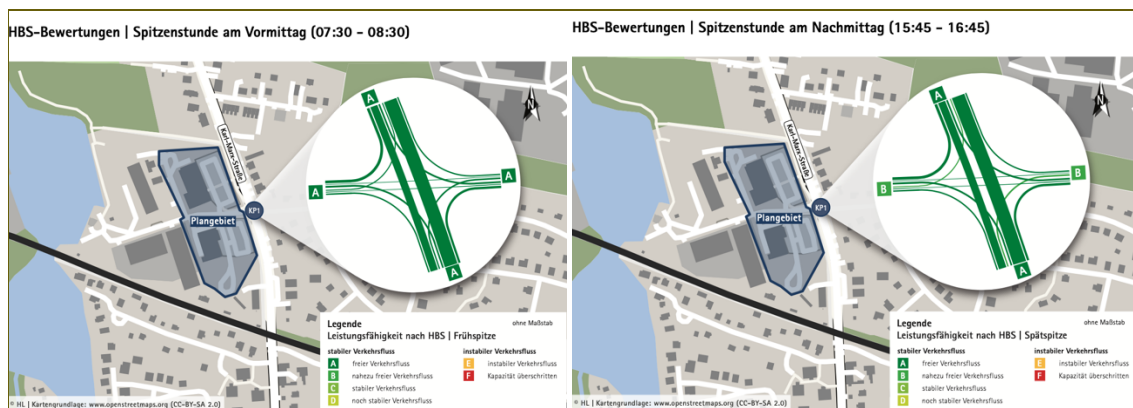 HBS-Bewertungen | Spitzenstunde am Vormittag (07:30 - 08:30)
A
N
Karl-Marx-Straße
A
A
KP1
Plangebiet
A
Legende
ohne Maßstab
Leistungsfähigkeit nach HBS | Frühspitze
stabiler Verkehrsfluss
instabiler Verkehrsfluss
A freier Verkehrsfluss
E instabiler Verkehrsfluss
B nahezu freier Verkehrsfluss
F Kapazität überschritten
C stabiler Verkehrsfluss
D noch stabiler Verkehrsfluss
© HL | Kartengrundlage: www.openstreetmaps.org (CC-BY-SA 2.0)
HBS-Bewertungen | Spitzenstunde am Nachmittag (15:45 - 16:45)
A
N
Karl-Marx-Straße
B
B
KP1
Plangebiet
A
Legende
ohne Maßstab
Leistungsfähigkeit nach HBS | Spätspitze
stabiler Verkehrsfluss
instabiler Verkehrsfluss
A freier Verkehrsfluss
E instabiler Verkehrsfluss
B nahezu freier Verkehrsfluss
F Kapazität überschritten
C stabiler Verkehrsfluss
D noch stabiler Verkehrsfluss
© HL | Kartengrundlage: www.openstreetmaps.org (CC-BY-SA 2.0)